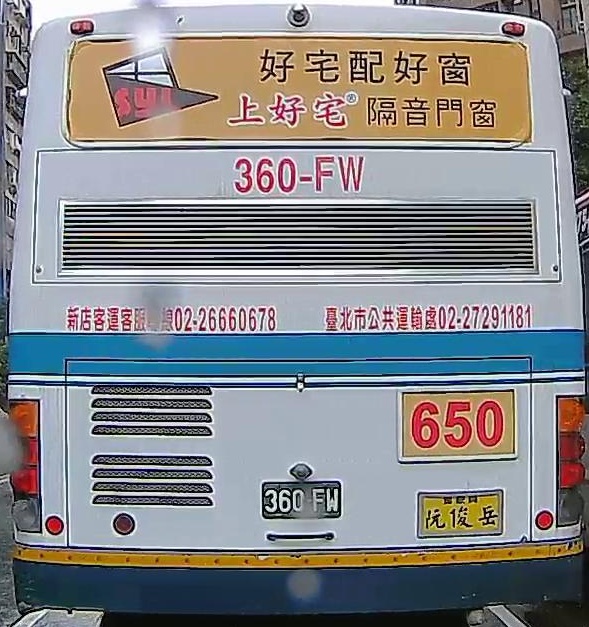 SYL
好宅配好窗
上好宅® 隔音門窗
360-FW
新店客運客服專線02-26660678
臺北市公共運輸處02-27291181
650
360 FW
阮俊岳